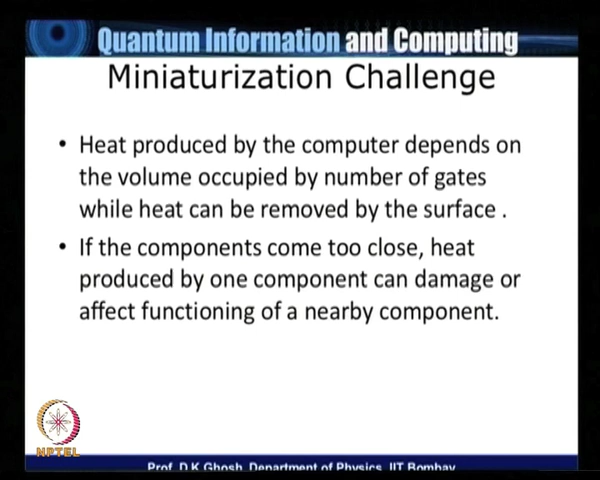 Quantum Information and Computing
Miniaturization Challenge
• Heat produced by the computer depends on
the volume occupied by number of gates
while heat can be removed by the surface .
• If the components come too close, heat
produced by one component can damage or
affect functioning of a nearby component.
NPTEL
Prof. D K Ghosh, Department of Physics, IIT Bombay